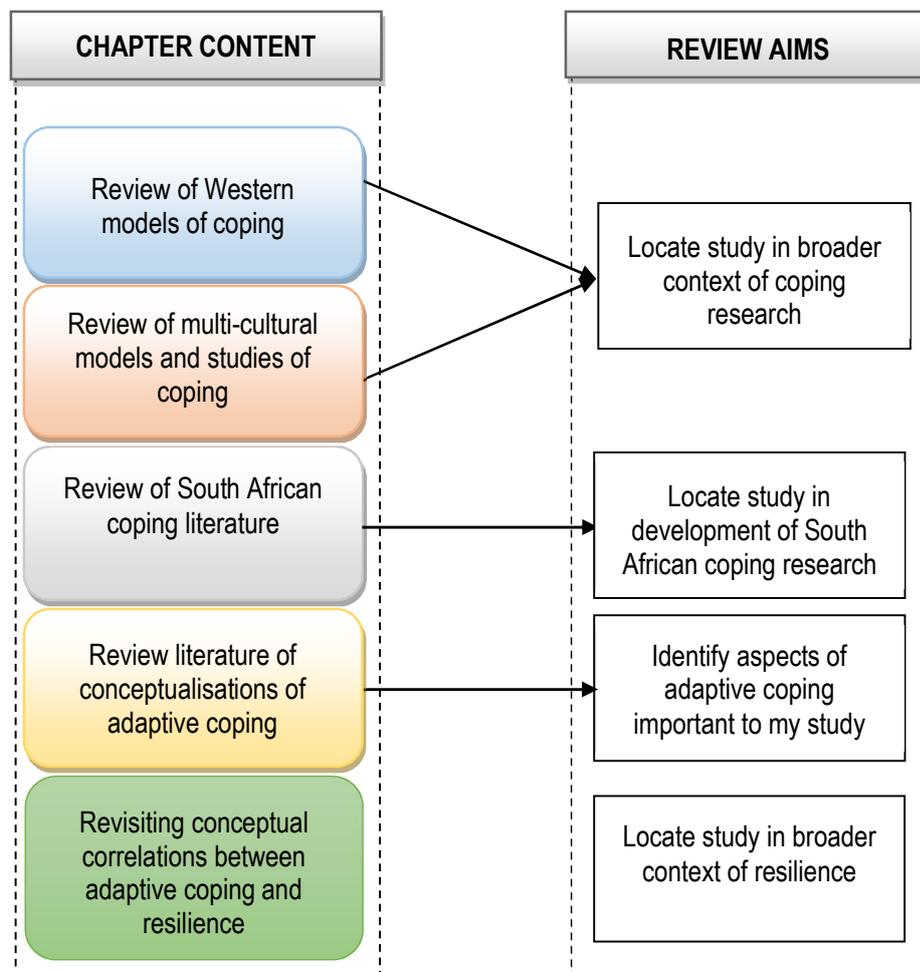 CHAPTER CONTENT
REVIEW AIMS
Review of Western
models of coping
Review of multi-cultural
models and studies of
coping
Review of South African
coping literature
Review literature of
conceptualisations of
adaptive coping
Revisiting conceptual
correlations between
adaptive coping and
resilience
Locate study in broader
context of coping
research
Locate study in
development of South
African coping research
Identify aspects of
adaptive coping
important to my study
Locate study in broader
context of resilience